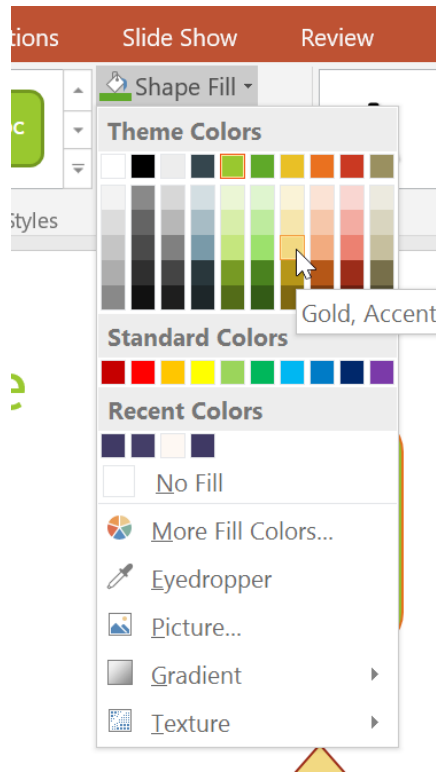 tions Slide Show Review
Shape Fill
Theme Colors
Styles
Gold, Accent
Standard Colors
e
Recent Colors
No Fill
More Fill Colors...
Eyedropper
Picture...
Gradient
Texture